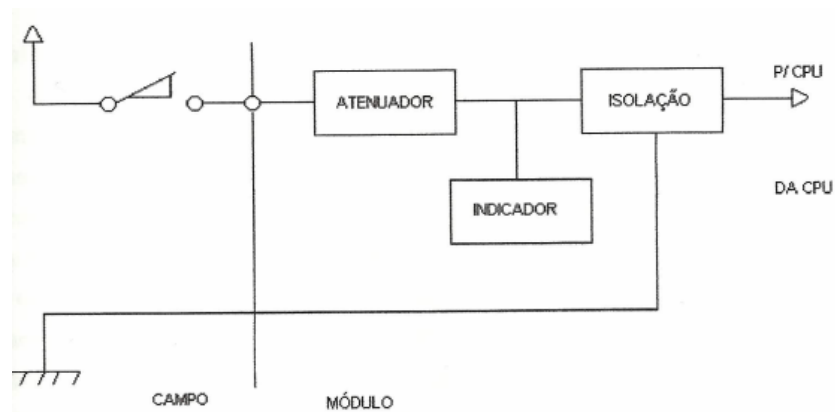 P/ CPU
ATENUADOR
ISOLAÇÃO
DA CPU
INDICADOR
CAMPO
MÓDULO